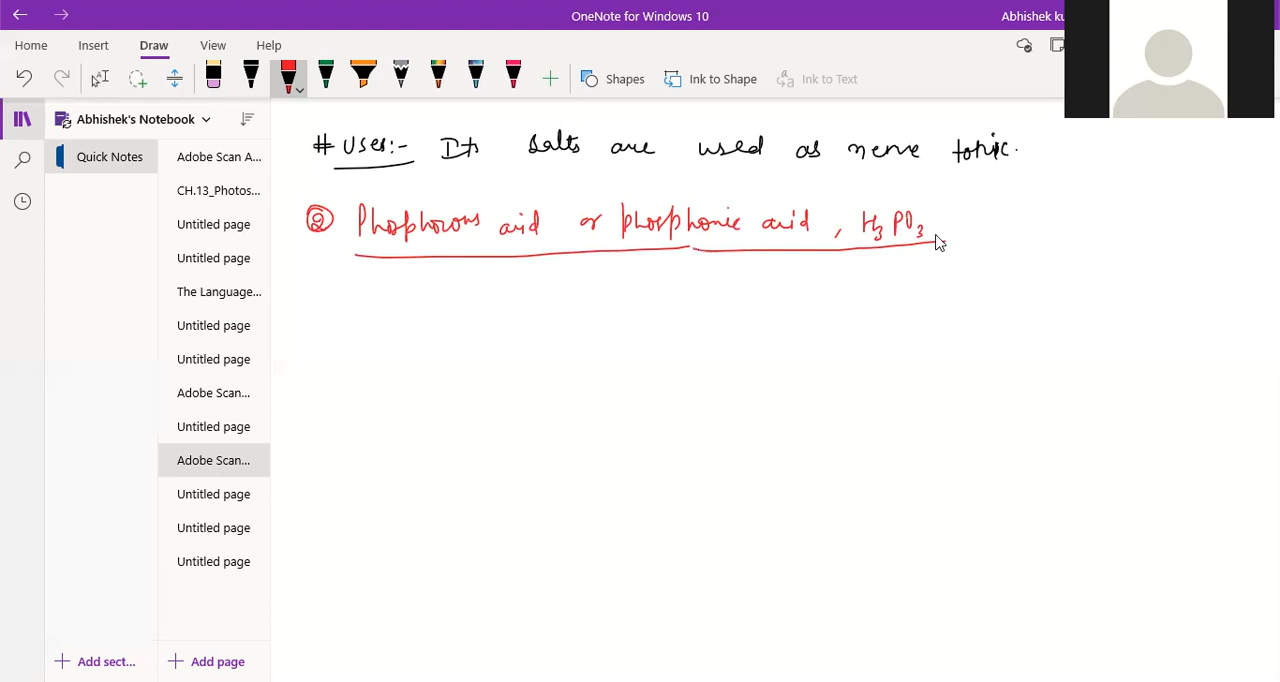 OneNote for Windows 10
Abhishek ku
Home Insert Draw View Help
Shapes Ink to Shape Ink to Text
Abhishek's Notebook
Quick Notes
Adobe Scan A...
CH.13_Photos...
Untitled page
Untitled page
The Language...
Untitled page
Untitled page
Adobe Scan...
Untitled page
Adobe Scan...
Untitled page
Untitled page
Untitled page
Add sect... Add page
# Uses:- Its salts are used as nerve tonic.
② Phosphorous acid or phosphonic acid, H₃PO₃